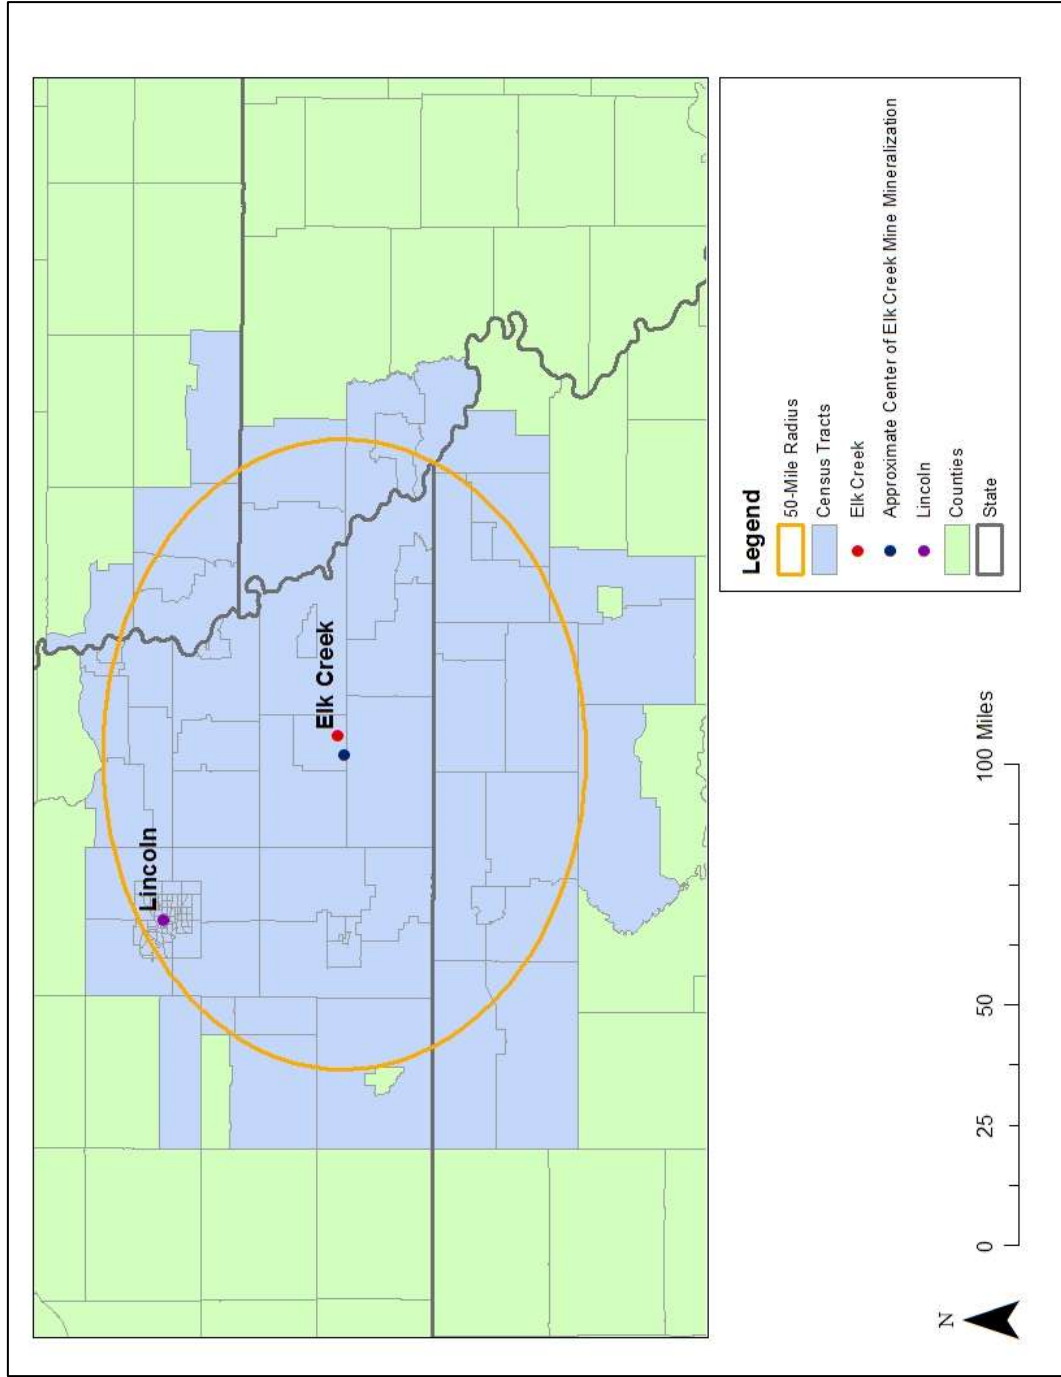 Lincoln
Elk Creek
Legend
50-Mile Radius
Census Tracts
Elk Creek
Approximate Center of Elk Creek Mine Mineralization
Lincoln
Counties
State
N
0 25 50 100 Miles